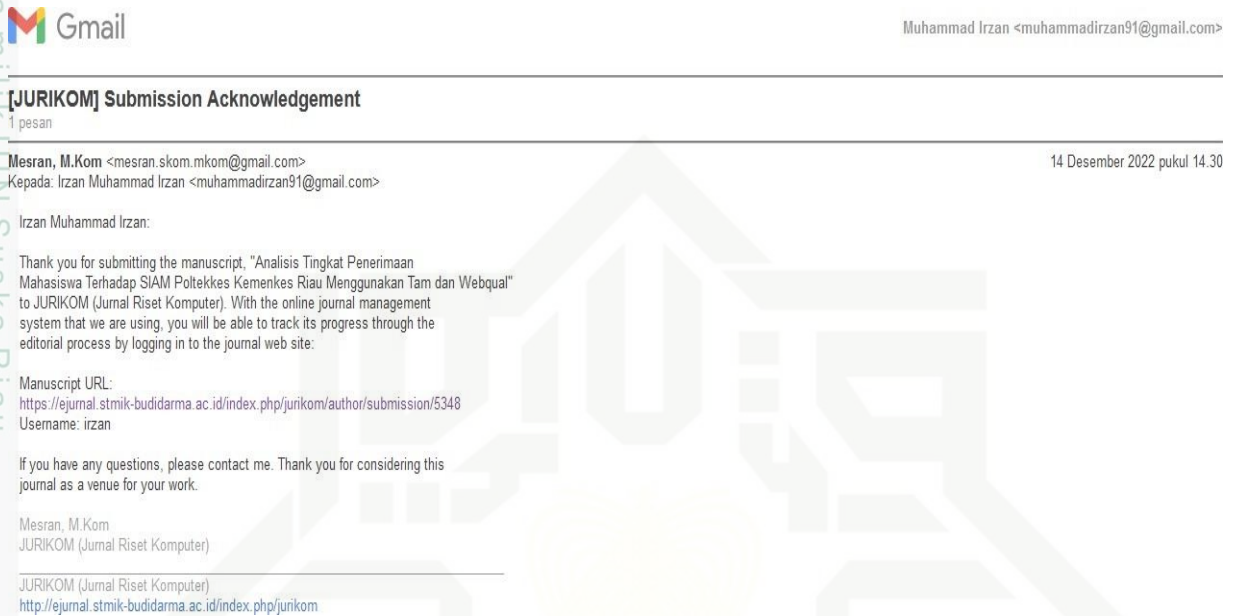 Gmail
Muhammad Irzan <muhammadirzan91@gmail.com>
[JURIKOM] Submission Acknowledgement
1 pesan
Mesran, M.Kom <mesran.skom.mkom@gmail.com>
14 Desember 2022 pukul 14.30
Kepada: Irzan Muhammad Irzan <muhammadirzan91@gmail.com>
Irzan Muhammad Irzan:
Thank you for submitting the manuscript, "Analisis Tingkat Penerimaan
Mahasiswa Terhadap SIAM Poltekkes Kemenkes Riau Menggunakan Tam dan Webqual"
to JURIKOM (Jurnal Riset Komputer). With the online journal management
system that we are using, you will be able to track its progress through the
editorial process by logging in to the journal web site:
Manuscript URL:
https://ejurnal.stmik-budidarma.ac.id/index.php/jurikom/author/submission/5348
Username: irzan
If you have any questions, please contact me. Thank you for considering this
journal as a venue for your work.
Mesran, M.Kom
JURIKOM (Jurnal Riset Komputer)
JURIKOM (Jurnal Riset Komputer)
http://ejurnal.stmik-budidarma.ac.id/index.php/jurikom
milik UIN Suska Riau